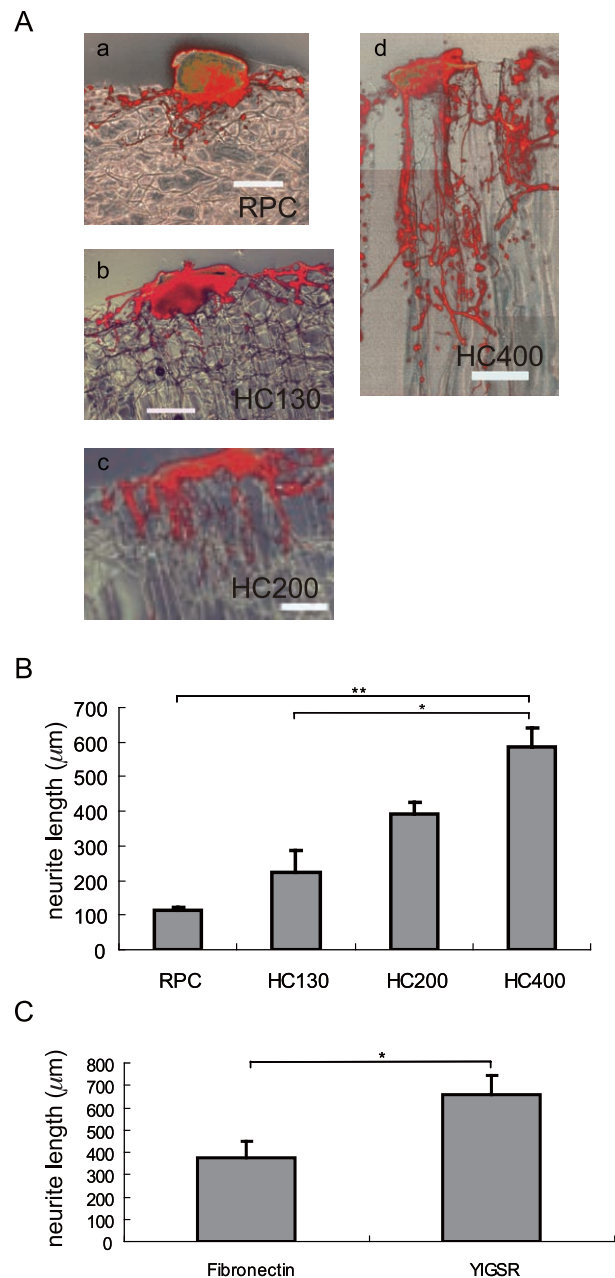 A
a
RPC
b
HC130
c
HC200
d
HC400
B
neurite length (μm)
700
600
500
400
300
200
100
0
**
*
RPC HC130 HC200 HC400
C
neurite length (μm)
800
700
600
500
400
300
200
100
0
*
Fibronectin YIGSR